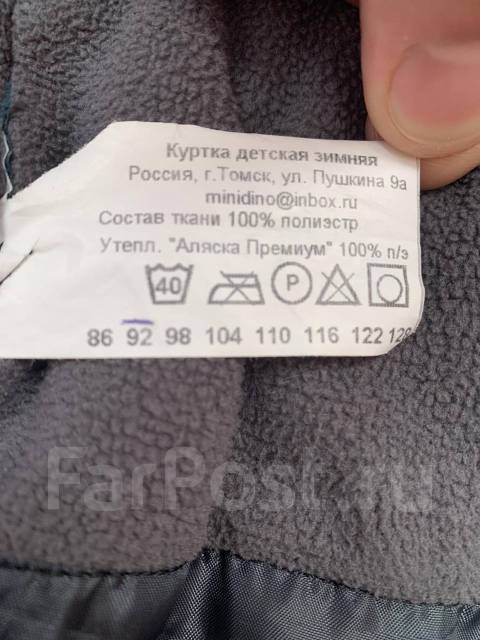 Куртка детская зимняя
Россия, г.Томск, ул. Пушкина 9а
minidino@inbox.ru
Состав ткани 100% полиэстр
Утепл. "Аляска Премиум" 100% п/э
40 P
86 92 98 104 110 116 122 128
FarPost.ru